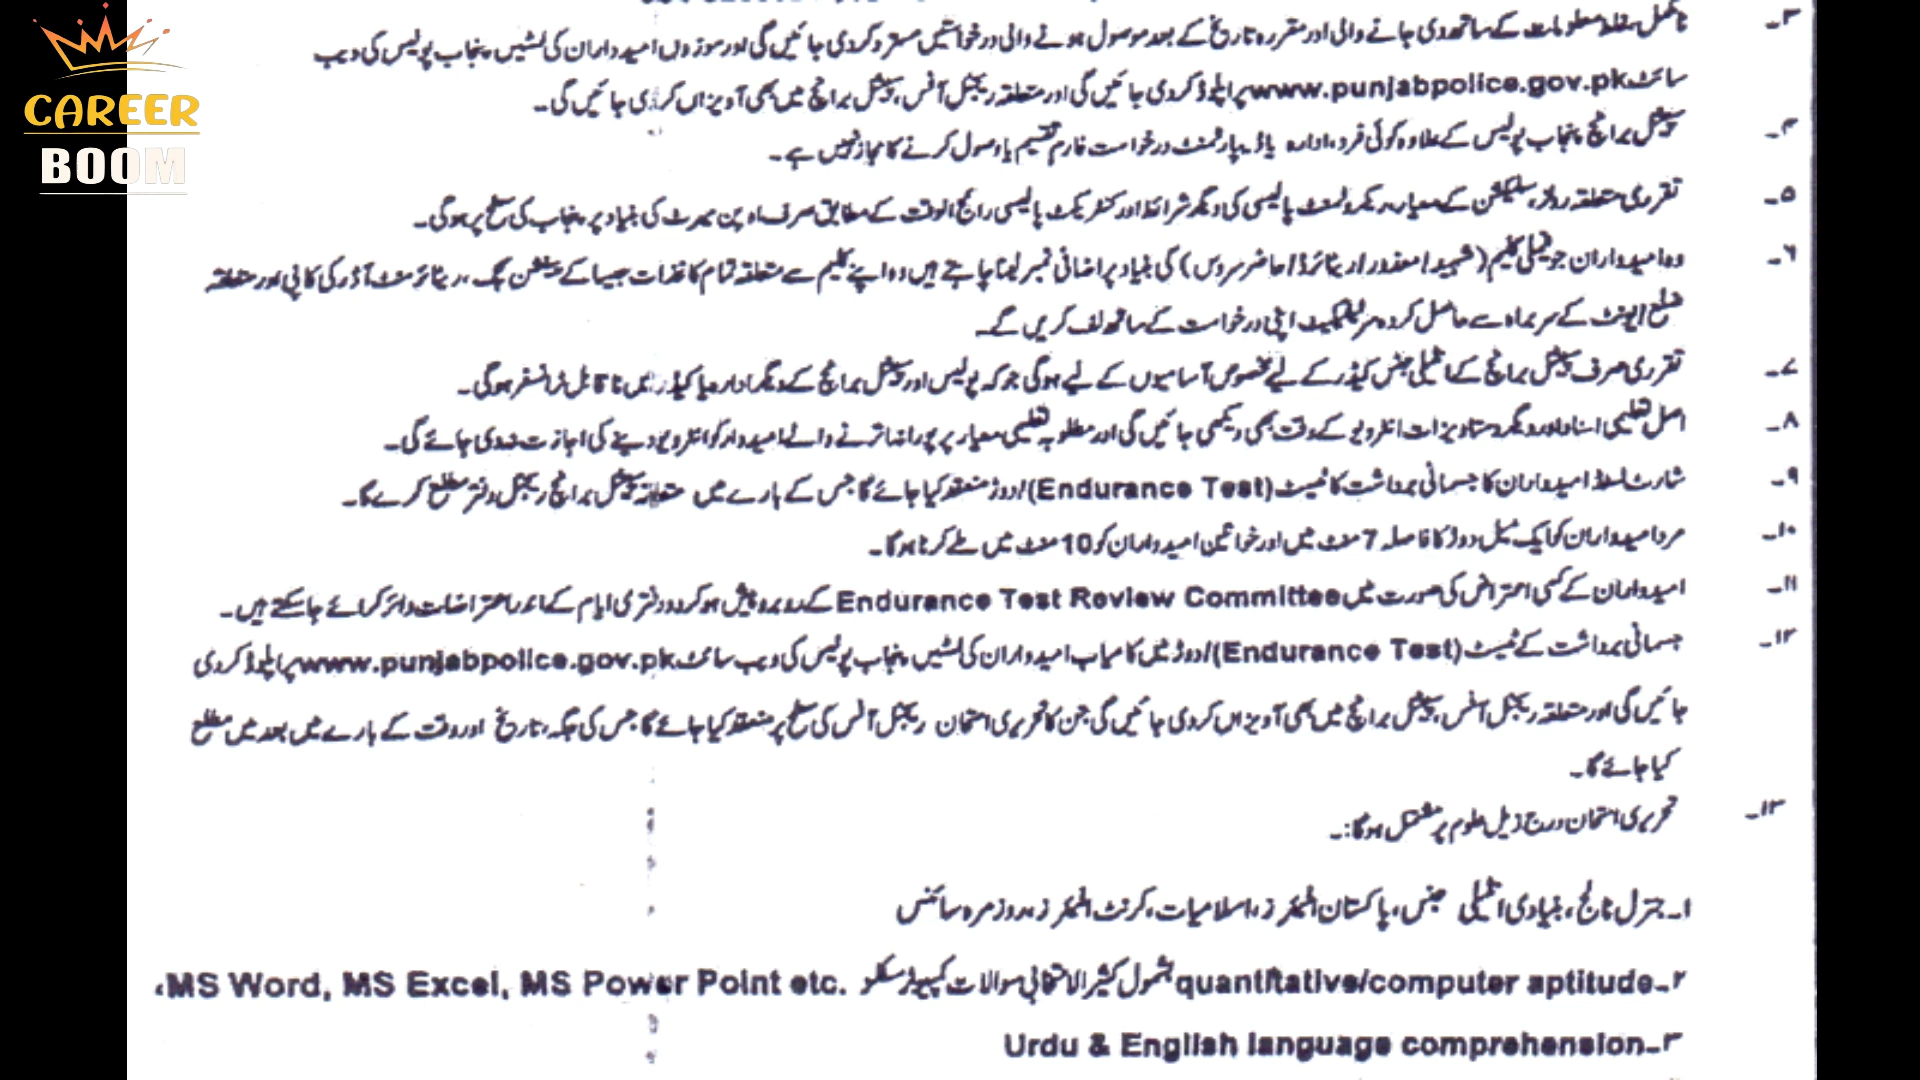 CAREER
BOOM
۳۔ نامکمل، غلط معلومات کے ساتھ دی جانے والی اور مقررہ تاریخ کے بعد موصول ہونے والی درخواستیں مسترد کردی جائیں گی اور موزوں امیدواران کی لسٹیں پنجاب پولیس کی ویب
سائٹ www.punjabpolice.gov.pk پر اپلوڈ کردی جائیں گی اور متعلقہ ریجنل آفس، سپیشل برانچ میں بھی آویزاں کردی جائیں گی۔
۴۔ سپیشل برانچ پنجاب پولیس کے علاوہ کوئی فرد، ادارہ یا ڈیپارٹمنٹ درخواست فارم تقسیم یا وصول کرنے کا مجاز نہیں ہے۔
۵۔ تقرری متعلقہ رولز، سلیکشن کے معیار، ریکروٹمنٹ پالیسی کی دیگر شرائط اور کنٹریکٹ پالیسی رائج الوقت کے مطابق صرف اوپن میرٹ کی بنیاد پر پنجاب کی سطح پر ہوگی۔
۶۔ وہ امیدواران جو فیملی کلیم (شہید/معذور/ریٹائرڈ/حاضر سروس) کی بنیاد پر اضافی نمبر لینا چاہتے ہیں وہ اپنے کلیم سے متعلقہ تمام کاغذات جیسا کے پینشن بک، ریٹائرمنٹ آڈر کی کاپی اور متعلقہ
ضلع/یونٹ کے سربراہ سے حاصل کردہ سرٹیفکیٹ اپنی درخواست کے ساتھ لف کریں گے۔
۷۔ تقرری صرف سپیشل برانچ کے انٹیلی جنس کیڈر کے لیے مخصوص آسامیوں کے لیے ہوگی جو کہ پولیس اور سپیشل برانچ کے دیگر ادارہ یا کیڈر میں ناقابل ٹرانسفر ہوگی۔
۸۔ اصل تعلیمی اسناد اور دیگر دستاویزات انٹرویو کے وقت بھی دیکھی جائیں گی اور مطلوبہ تعلیمی معیار پر پورا نہ اترنے والے امیدوار کو انٹرویو دینے کی اجازت نہ دی جائے گی۔
۹۔ شارٹ لسٹڈ امیدواران کا جسمانی برداشت کا ٹیسٹ (Endurance Test)/دوڑ منعقد کیا جائے گا جس کے بارے میں متعلقہ سپیشل برانچ ریجنل دفتر مطلع کرے گا۔
۱۰۔ مرد امیدواران کو ایک میل دوڑ کا فاصلہ 7 منٹ میں اور خواتین امیدواران کو 10 منٹ میں طے کرنا ہوگا۔
۱۱۔ امیدواران کے کسی اعتراض کی صورت میں Endurance Test Review Committee کے روبرو پیش ہو کر دو دفتری ایام کے اندر اعتراضات دائر کرائے جاسکتے ہیں۔
۱۲۔ جسمانی برداشت کے ٹیسٹ (Endurance Test)/دوڑ میں کامیاب امیدواران کی لسٹیں پنجاب پولیس کی ویب سائٹ www.punjabpolice.gov.pk پر اپلوڈ کردی
جائیں گی اور متعلقہ ریجنل آفس، سپیشل برانچ میں بھی آویزاں کردی جائیں گی جن کا تحریری امتحان ریجنل آفس کی سطح پر منعقد کیا جائے گا جس کی جگہ، تاریخ اور وقت کے بارے میں بعد میں مطلع
کیا جائے گا۔
۱۳۔ تحریری امتحان درج ذیل علوم پر مشتمل ہوگا:۔
۱۔ جنرل نالج، بنیادی انٹیلی جنس، پاکستان افیئرز، اسلامیات، کرنٹ افیئرز، روزمرہ سائنس
۲۔ quantitative/computer aptitude بشمول کثیر الانتخابی سوالات کمپیوٹر سکلز MS Word, MS Excel, MS Power Point etc.،
۳۔ Urdu & English language comprehension